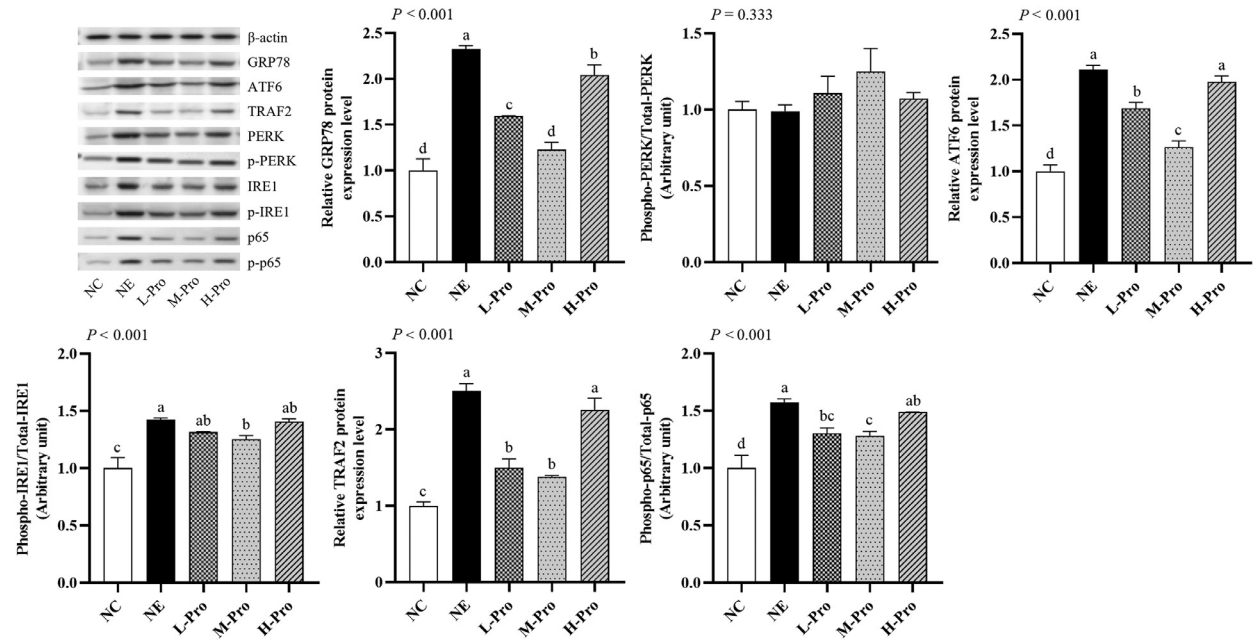 β-actin
GRP78
ATF6
TRAF2
PERK
p-PERK
IRE1
p-IRE1
p65
p-p65
NC NE L-Pro M-Pro H-Pro
P < 0.001
Relative GRP78 protein
expression level
2.5
2.0
1.5
1.0
0.5
0.0
d a c d b
NC NE L-Pro M-Pro H-Pro
P = 0.333
Phospho-PERK/Total-PERK
(Arbitrary unit)
1.5
1.0
0.5
0.0
NC NE L-Pro M-Pro H-Pro
P < 0.001
Relative ATF6 protein
expression level
2.5
2.0
1.5
1.0
0.5
0.0
d a b c a
NC NE L-Pro M-Pro H-Pro
P < 0.001
Phospho-IRE1/Total-IRE1
(Arbitrary unit)
2.0
1.5
1.0
0.5
0.0
c a ab b ab
NC NE L-Pro M-Pro H-Pro
P < 0.001
Relative TRAF2 protein
expression level
3
2
1
0
c a b b a
NC NE L-Pro M-Pro H-Pro
P < 0.001
Phospho-p65/Total-p65
(Arbitrary unit)
2.0
1.5
1.0
0.5
0.0
d a bc c ab
NC NE L-Pro M-Pro H-Pro